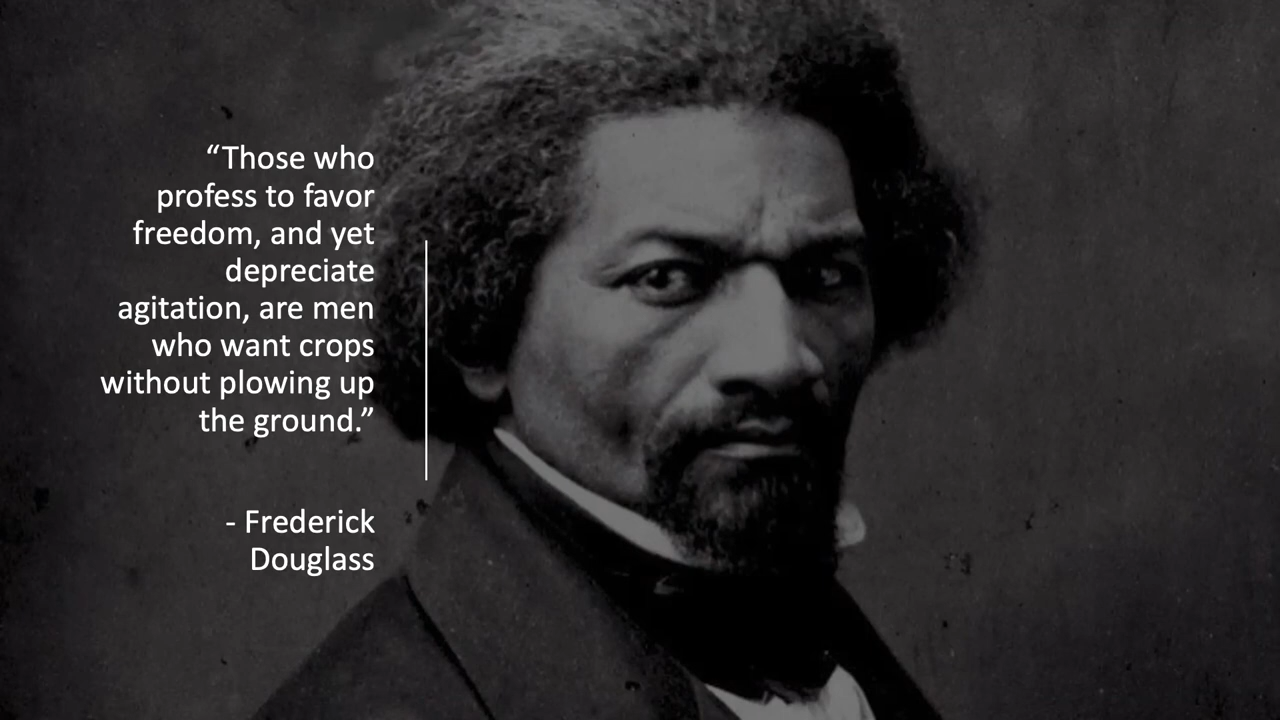 “Those who
profess to favor
freedom, and yet
depreciate
agitation, are men
who want crops
without plowing up
the ground.”
- Frederick
Douglass